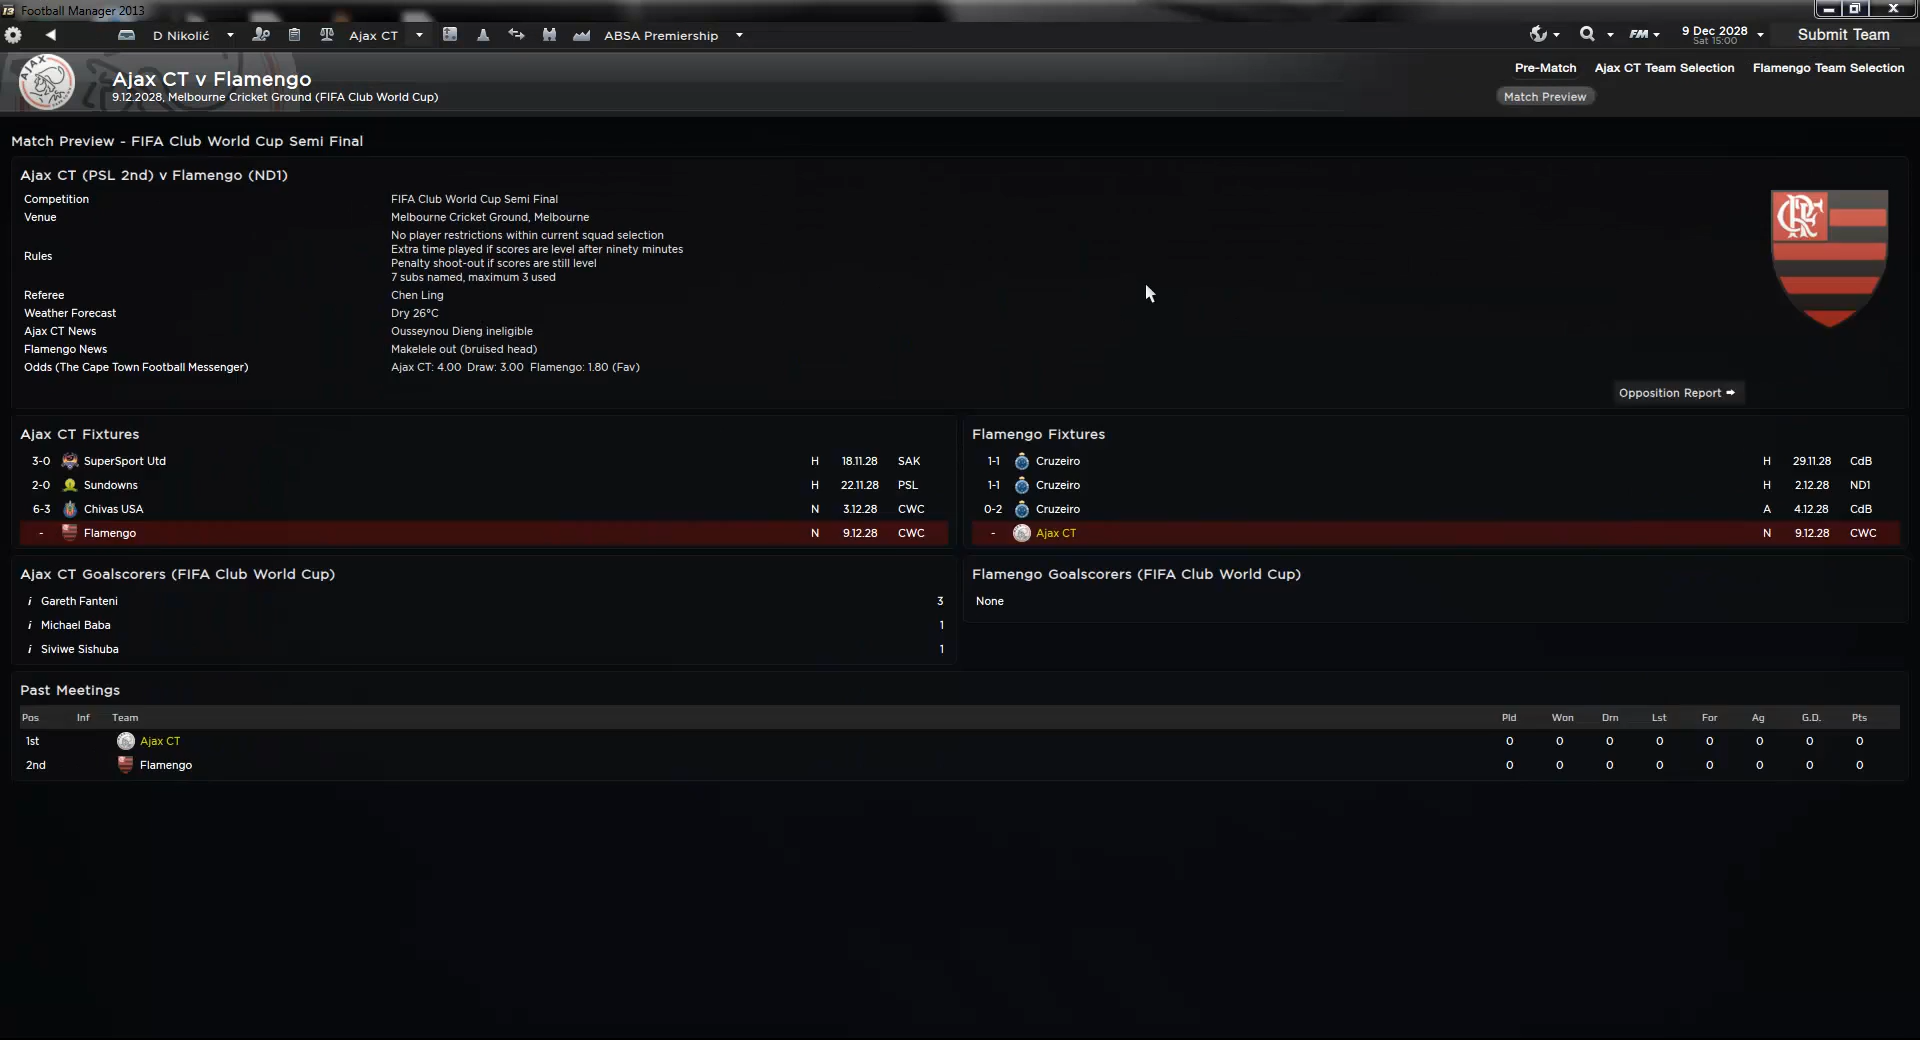 Football Manager 2013
D Nikolić
Ajax CT
ABSA Premiership
FM
9 Dec 2028
Sat 15:00
Submit Team
Ajax CT v Flamengo
9.12.2028, Melbourne Cricket Ground (FIFA Club World Cup)
Pre-Match Ajax CT Team Selection Flamengo Team Selection
Match Preview
Match Preview - FIFA Club World Cup Semi Final
Ajax CT (PSL 2nd) v Flamengo (ND1)
Competition FIFA Club World Cup Semi Final
Venue Melbourne Cricket Ground, Melbourne
Rules
No player restrictions within current squad selection
Extra time played if scores are level after ninety minutes
Penalty shoot-out if scores are still level
7 subs named, maximum 3 used
Referee Chen Ling
Weather Forecast Dry 26°C
Ajax CT News Ousseynou Dieng ineligible
Flamengo News Makelele out (bruised head)
Odds (The Cape Town Football Messenger) Ajax CT: 4.00 Draw: 3.00 Flamengo: 1.80 (Fav)
Opposition Report
Ajax CT Fixtures
3-0 SuperSport Utd H 18.11.28 SAK
2-0 Sundowns H 22.11.28 PSL
6-3 Chivas USA N 3.12.28 CWC
- Flamengo N 9.12.28 CWC
Flamengo Fixtures
1-1 Cruzeiro H 29.11.28 CdB
1-1 Cruzeiro H 2.12.28 ND1
0-2 Cruzeiro A 4.12.28 CdB
- Ajax CT N 9.12.28 CWC
Ajax CT Goalscorers (FIFA Club World Cup)
i Gareth Fanteni 3
i Michael Baba 1
i Siviwe Sishuba 1
Flamengo Goalscorers (FIFA Club World Cup)
None
Past Meetings
Pos Inf Team Pld Won Drn Lst For Ag G.D. Pts
1st Ajax CT 0 0 0 0 0 0 0 0
2nd Flamengo 0 0 0 0 0 0 0 0